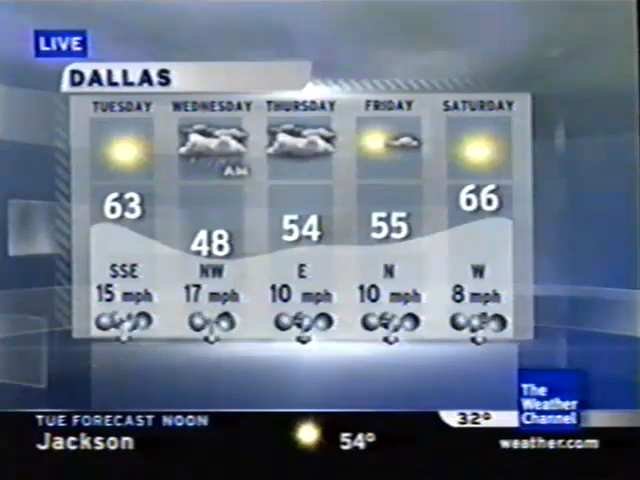 LIVE
DALLAS
TUESDAY WEDNESDAY THURSDAY FRIDAY SATURDAY
AM
63 48 54 55 66
SSE NW E N W
15 mph 17 mph 10 mph 10 mph 8 mph
The
Weather
Channel
32°
TUE FORECAST NOON
Jackson 54° weather.com